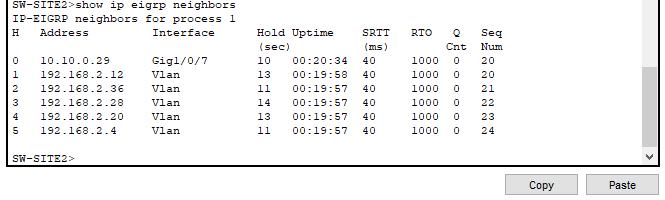 SW-SITE2>show ip eigrp neighbors
IP-EIGRP neighbors for process 1
H   Address         Interface      Hold Uptime    SRTT   RTO   Q   Seq
                                   (sec)          (ms)        Cnt  Num
0   10.10.0.29      Gig1/0/7       10   00:20:34  40     1000  0   20
1   192.168.2.12    Vlan           13   00:19:58  40     1000  0   20
2   192.168.2.36    Vlan           11   00:19:57  40     1000  0   21
3   192.168.2.28    Vlan           14   00:19:57  40     1000  0   22
4   192.168.2.20    Vlan           13   00:19:57  40     1000  0   23
5   192.168.2.4     Vlan           11   00:19:57  40     1000  0   24
SW-SITE2>
Copy Paste